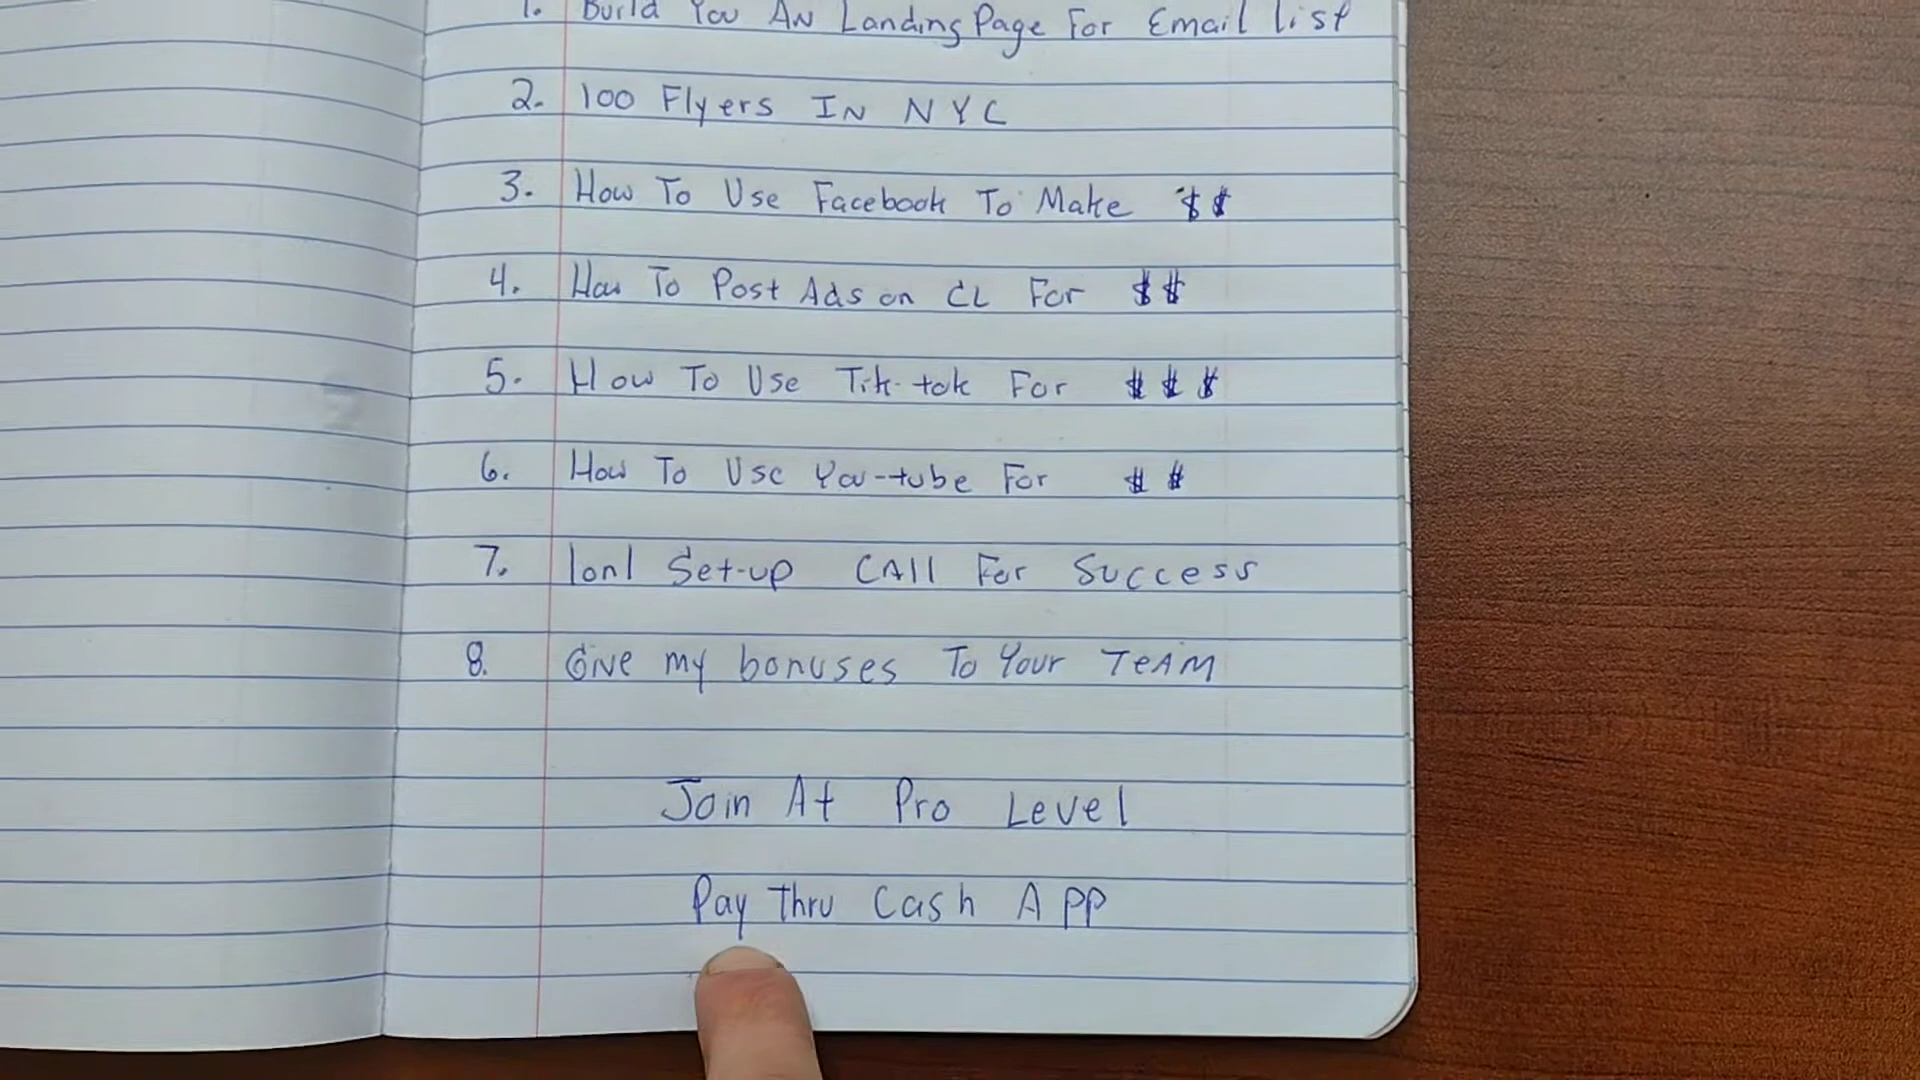 1. Build You AN Landing Page For Email list
2. 100 Flyers IN NYC
3. How To Use Facebook To Make $$
4. How To Post Ads on CL For $$
5. How To Use Tik-tok For $$$
6. How To Use You-tube For $$
7. 1on1 Set-up CAll For Success
8. Give my bonuses To Your TeAM
Join At Pro Level
Pay thru Cash APP